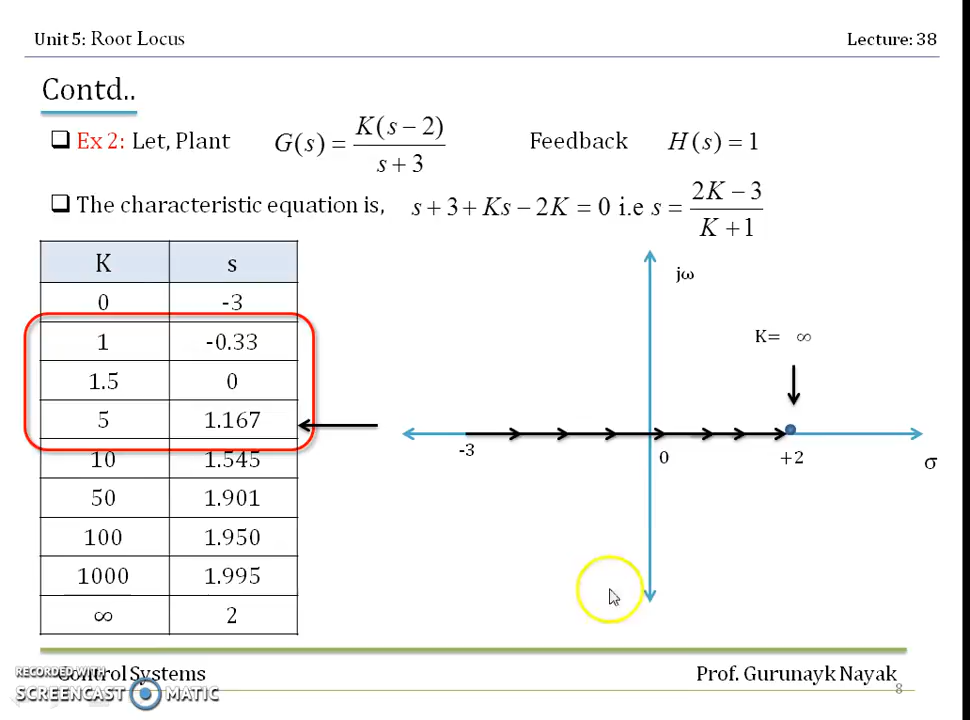 Unit 5: Root Locus Lecture: 38
Contd..
❑ Ex 2: Let, Plant G(s) = K(s − 2) / s + 3 Feedback H(s) = 1
❑ The characteristic equation is, s + 3 + Ks − 2K = 0 i.e s = 2K − 3 / K + 1
K s
0 -3
1 -0.33
1.5 0
5 1.167
10 1.545
50 1.901
100 1.950
1000 1.995
∞ 2
jω
K= ∞
-3 0 +2 σ
Control Systems Prof. Gurunayk Nayak
RECORDED WITH
SCREENCAST MATIC
8